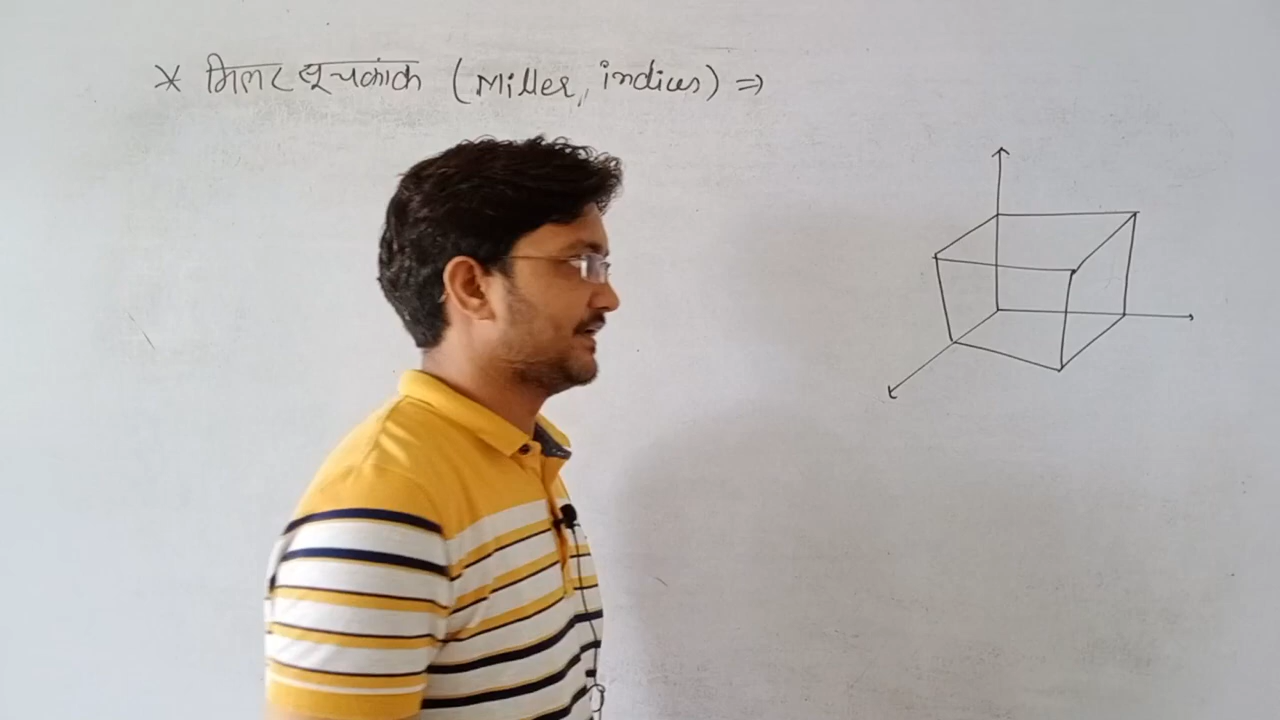 * मिलर सूचकांक (Miller, indices) ⇒